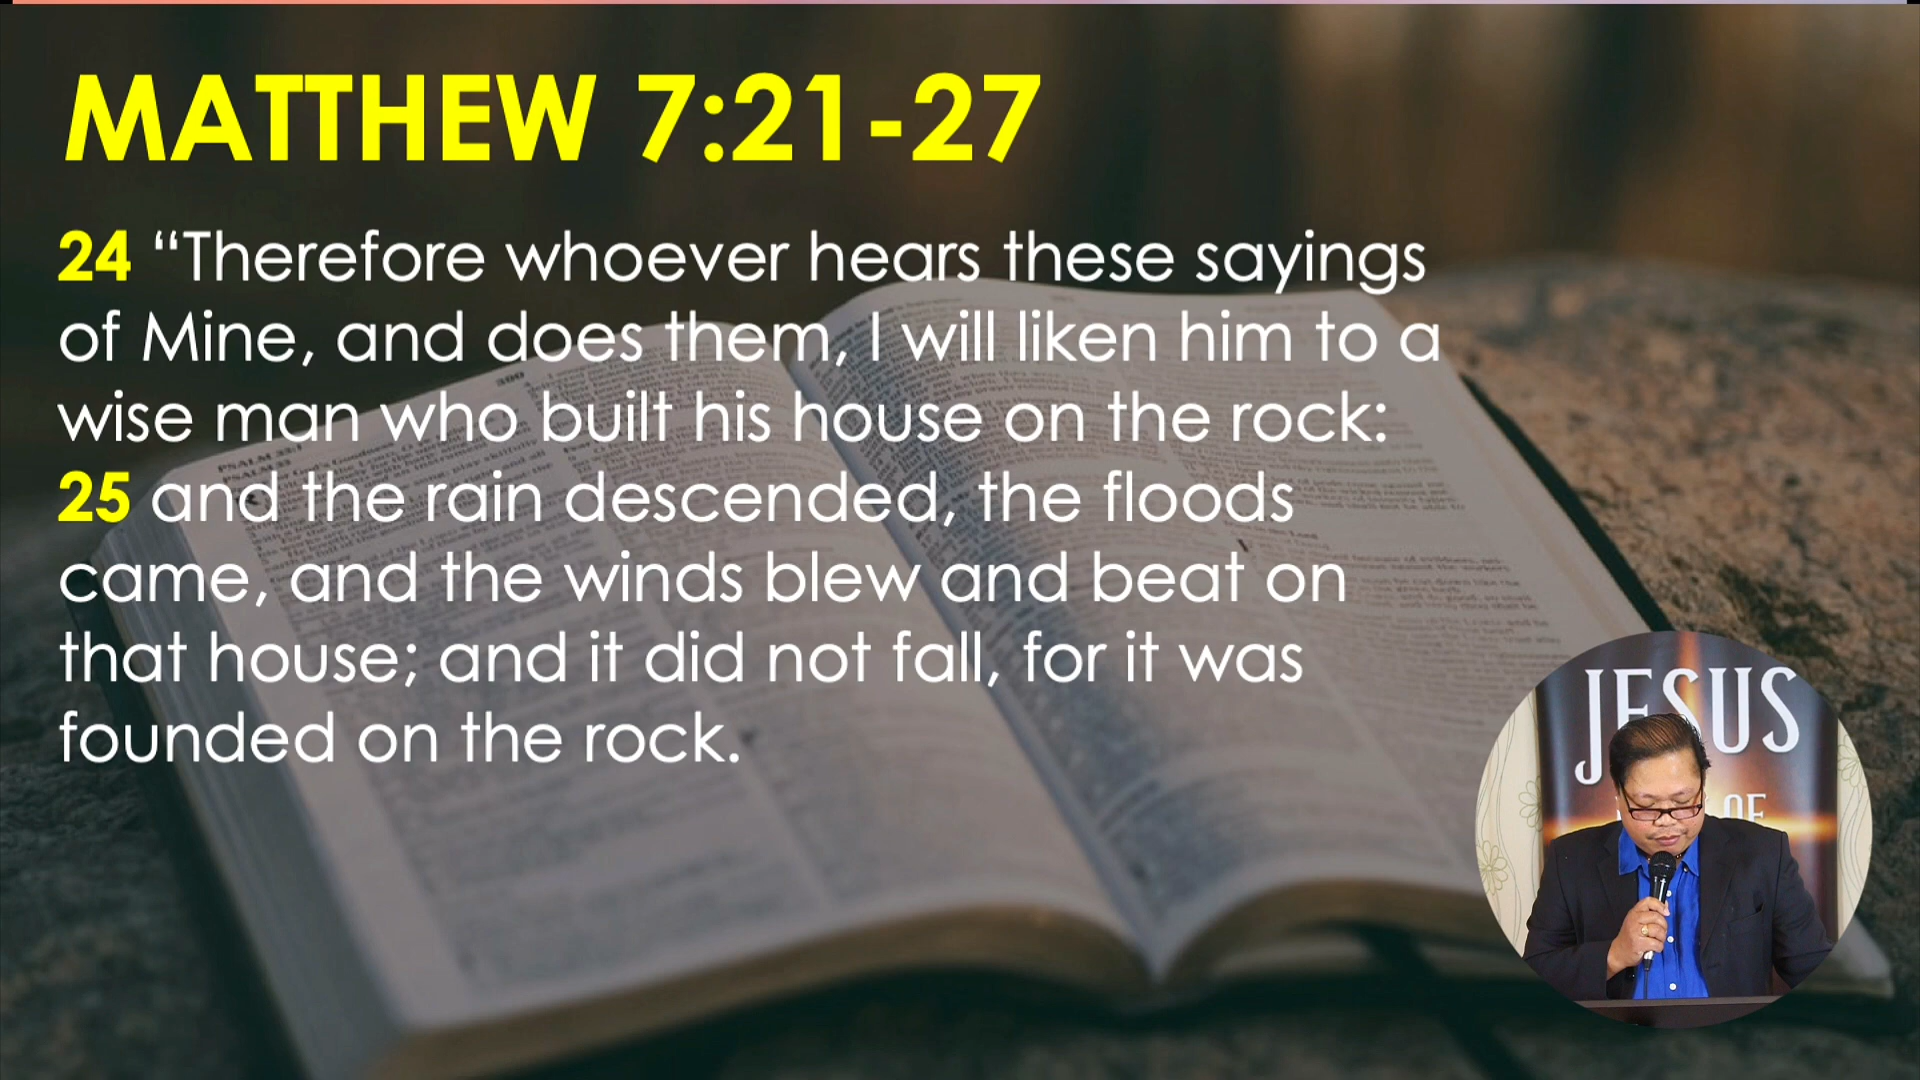 MATTHEW 7:21-27
24 “Therefore whoever hears these sayings
of Mine, and does them, I will liken him to a
wise man who built his house on the rock:
25 and the rain descended, the floods
came, and the winds blew and beat on
that house; and it did not fall, for it was
founded on the rock.
JESUS
OF